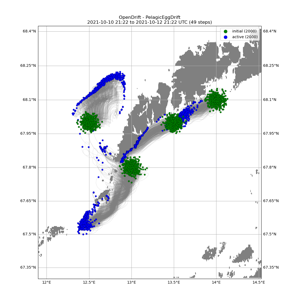 OpenDrift - PelagicEggDrift
2021-10-10 21:22 to 2021-10-12 21:22 UTC (49 steps)
initial (2000)
active (2000)
68.4°N 68.4°N
68.25°N 68.25°N
68.1°N 68.1°N
67.95°N 67.95°N
67.8°N 67.8°N
67.65°N 67.65°N
67.5°N 67.5°N
67.35°N 67.35°N
12°E 12.5°E 13°E 13.5°E 14°E 14.5°E